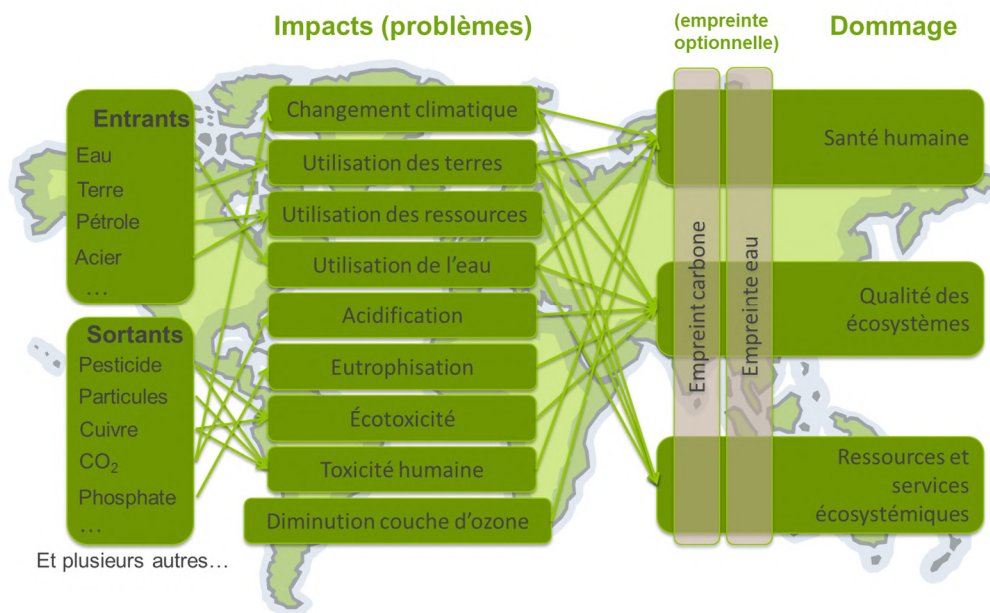 Impacts (problèmes)
(empreinte
optionnelle)
Dommage
Entrants
Eau
Terre
Pétrole
Acier
…
Sortants
Pesticide
Particules
Cuivre
CO₂
Phosphate
…
Et plusieurs autres…
Changement climatique
Utilisation des terres
Utilisation des ressources
Utilisation de l’eau
Acidification
Eutrophisation
Écotoxicité
Toxicité humaine
Diminution couche d’ozone
Empreint carbone
Empreinte eau
Santé humaine
Qualité des
écosystèmes
Ressources et
services
écosystémiques